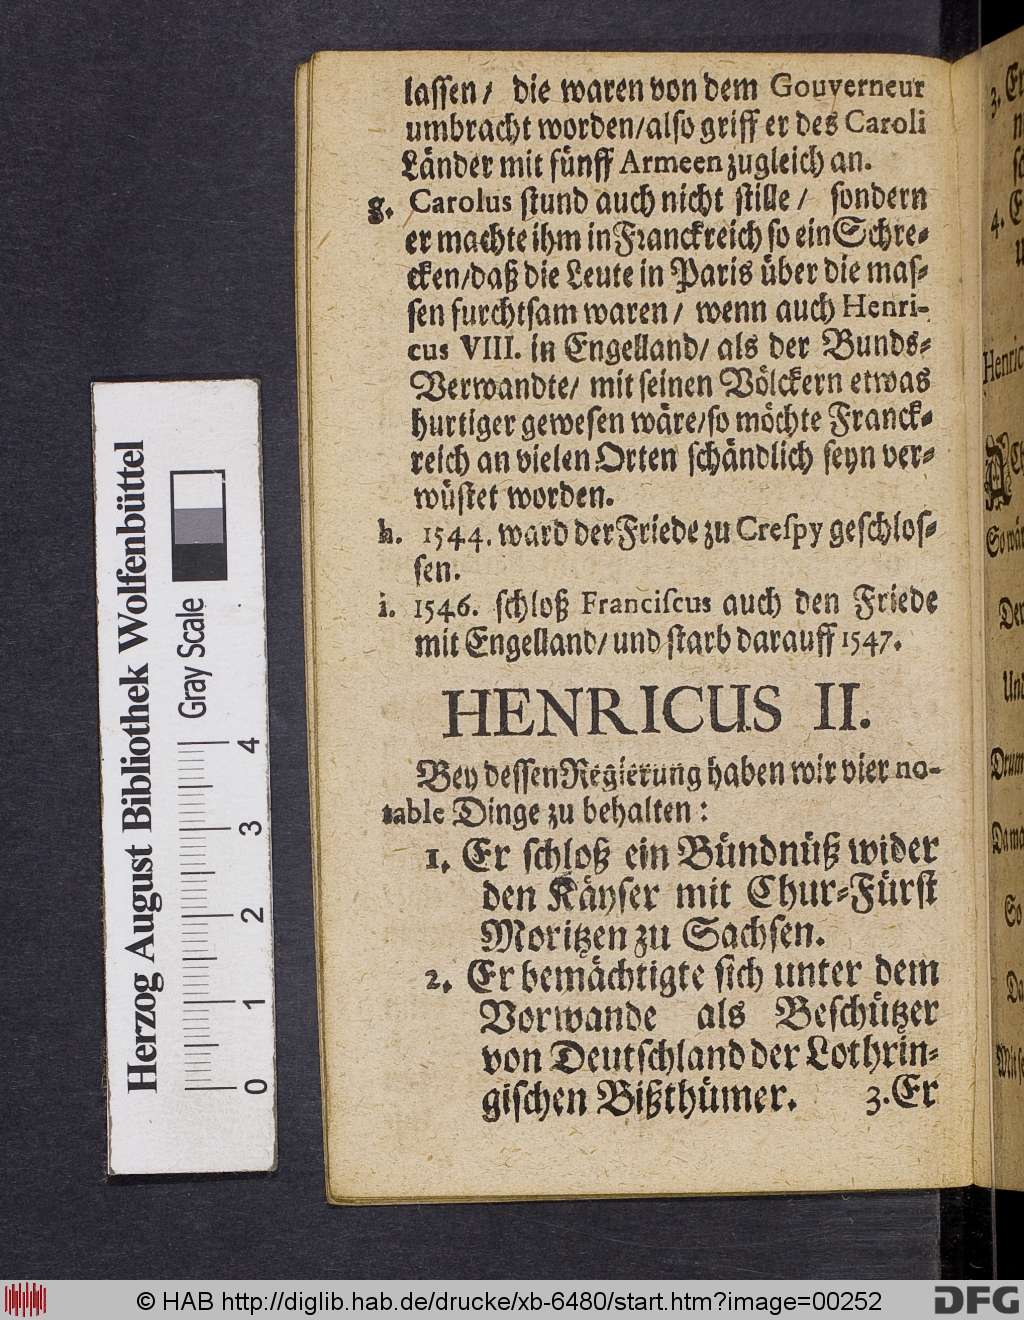 lassen / die waren von dem Gouverneur
umbracht worden/also griff er des Caroli
Länder mit fünff Armeen zugleich an.
g. Carolus stund auch nicht stille / sondern
er machte ihm in Franckreich so ein Schre-
cken/daß die Leute in Paris über die mas-
sen furchtsam waren / wenn auch Henri-
cus VIII. in Engelland/ als der Bunds-
Verwandte/ mit seinen Völckern etwas
hurtiger gewesen wäre/so möchte Franck-
reich an vielen Orten schändlich seyn ver-
wüstet worden.
h. 1544. ward der Friede zu Crespy geschlos-
sen.
i. 1546. schloß Franciscus auch den Friede
mit Engelland/ und starb darauff 1547.
HENRICUS II.
Bey dessen Regierung haben wir vier no-
table Dinge zu behalten:
1. Er schloß ein Bündnüß wider
den Käyser mit Chur-Fürst
Moritzen zu Sachsen.
2. Er bemächtigte sich unter dem
Vorwande als Beschützer
von Deutschland der Lothrin-
gischen Bißthümer. 3. Er
Herzog August Bibliothek Wolfenbüttel
Gray Scale
0 1 2 3 4
3.
4.
Henric
Der
Und
Drum
So
Da
© HAB http://diglib.hab.de/drucke/xb-6480/start.htm?image=00252
DFG